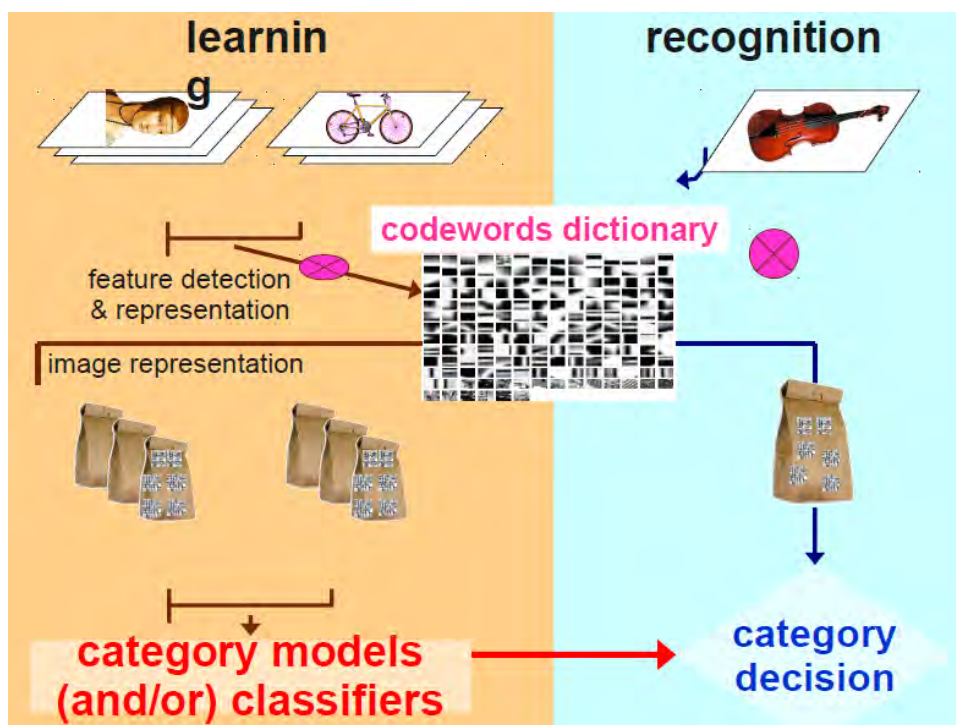 learnin
g
recognition
codewords dictionary
feature detection
& representation
image representation
category models
(and/or) classifiers
category
decision